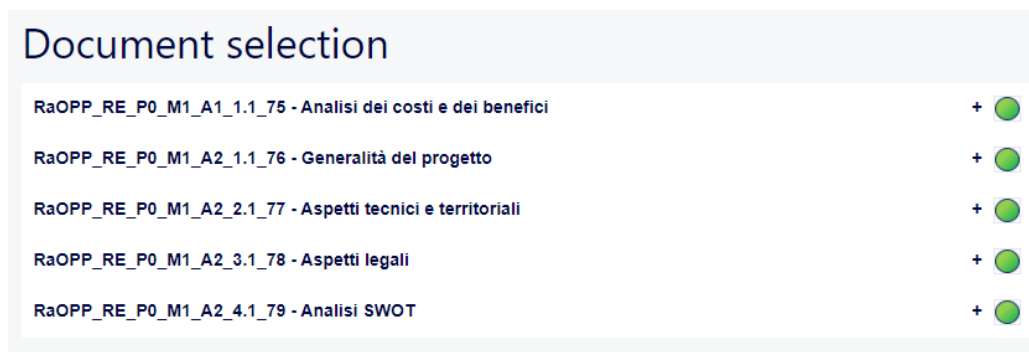 Document selection
RaOPP_RE_P0_M1_A1_1.1_75 - Analisi dei costi e dei benefici +
RaOPP_RE_P0_M1_A2_1.1_76 - Generalità del progetto +
RaOPP_RE_P0_M1_A2_2.1_77 - Aspetti tecnici e territoriali +
RaOPP_RE_P0_M1_A2_3.1_78 - Aspetti legali +
RaOPP_RE_P0_M1_A2_4.1_79 - Analisi SWOT +